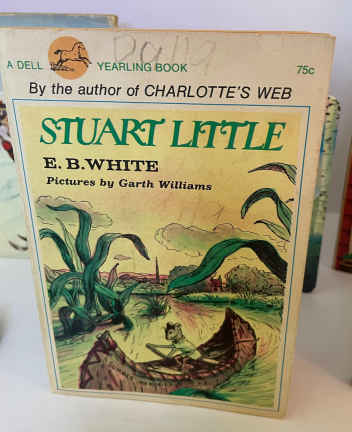 A DELL YEARLING BOOK 75c
By the author of CHARLOTTE'S WEB
STUART LITTLE
E. B. WHITE
Pictures by Garth Williams